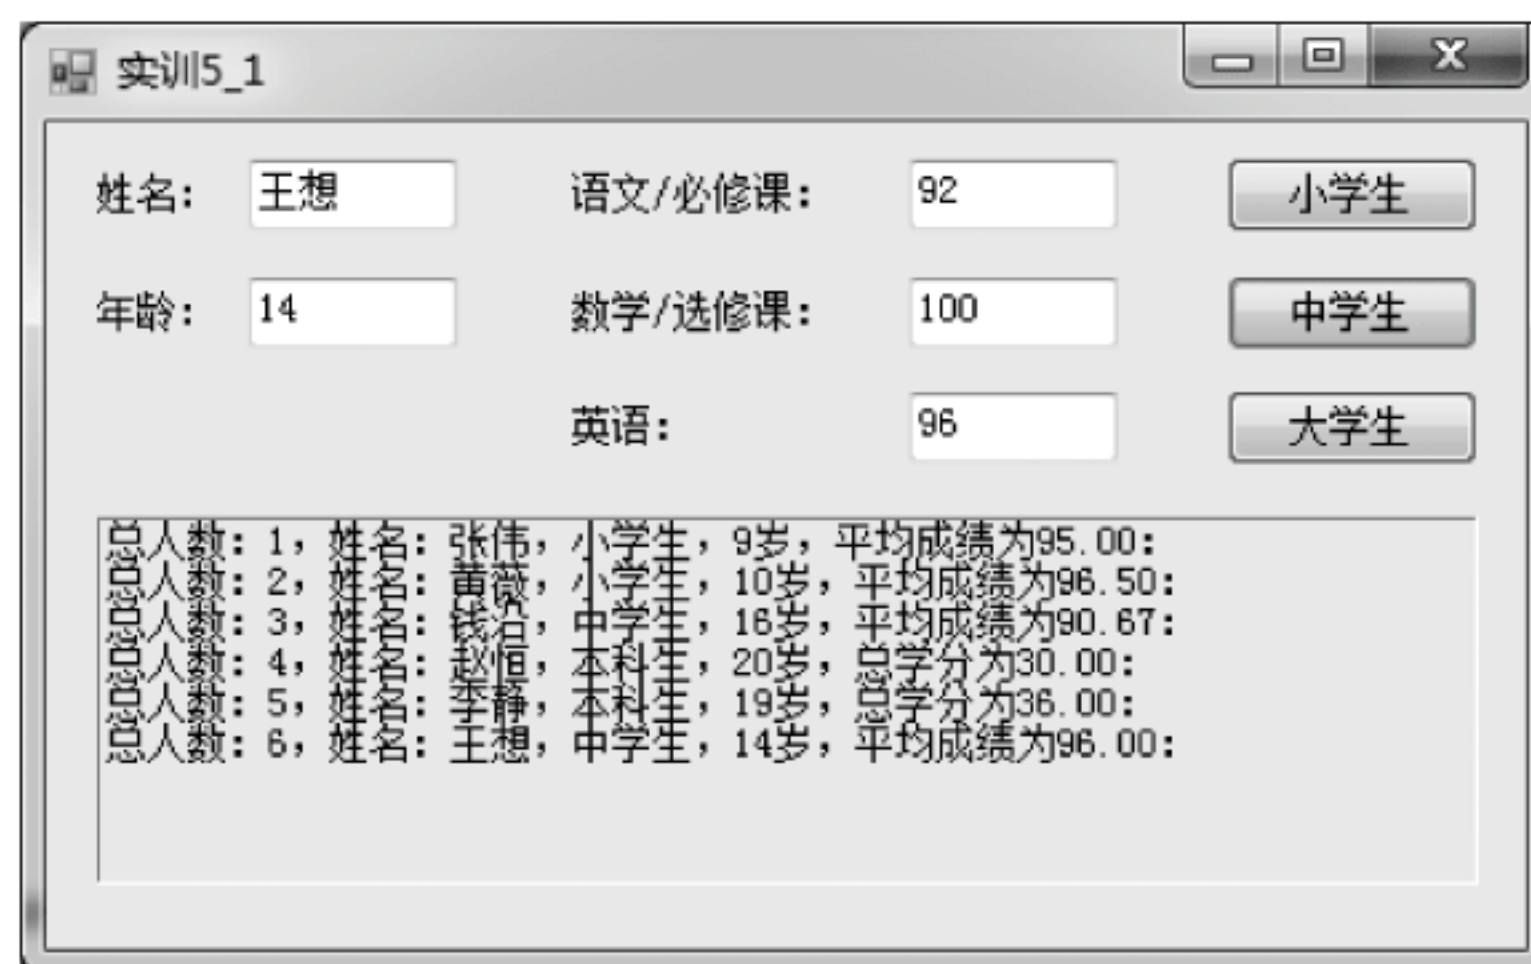 实训5_1
姓名: 王想 语文/必修课: 92 小学生
年龄: 14 数学/选修课: 100 中学生
英语: 96 大学生
总人数: 1, 姓名: 张伟, 小学生, 9岁, 平均成绩为95.00:
总人数: 2, 姓名: 黄薇, 小学生, 10岁, 平均成绩为96.50:
总人数: 3, 姓名: 钱沿, 中学生, 16岁, 平均成绩为90.67:
总人数: 4, 姓名: 赵恒, 本科生, 20岁, 总学分为30.00:
总人数: 5, 姓名: 李静, 本科生, 19岁, 总学分为36.00:
总人数: 6, 姓名: 王想, 中学生, 14岁, 平均成绩为96.00: